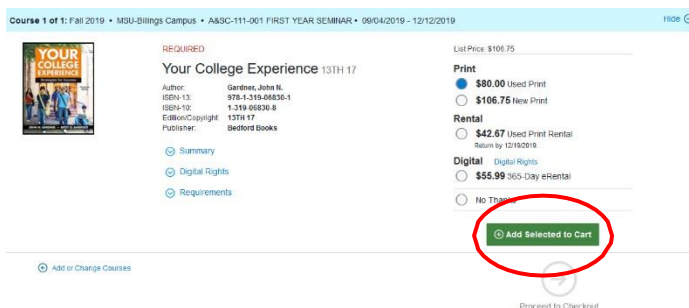 Course 1 of 1: Fall 2019 • MSU-Billings Campus • A&SC-111-001 FIRST YEAR SEMINAR • 09/04/2019 - 12/12/2019
Hide
YOUR
COLLEGE
EXPERIENCE
REQUIRED
Your College Experience 13TH 17
Author: Gardner, John N.
ISBN-13: 978-1-319-06830-1
ISBN-10: 1-319-06830-8
Edition/Copyright: 13TH 17
Publisher: Bedford Books
Summary
Digital Rights
Requirements
List Price: $106.75
Print
$80.00 Used Print
$106.75 New Print
Rental
$42.67 Used Print Rental
Return by 12/19/2019
Digital Digital Rights
$55.99 365-Day eRental
No Thanks
Add Selected to Cart
Add or Change Courses
Proceed to Checkout